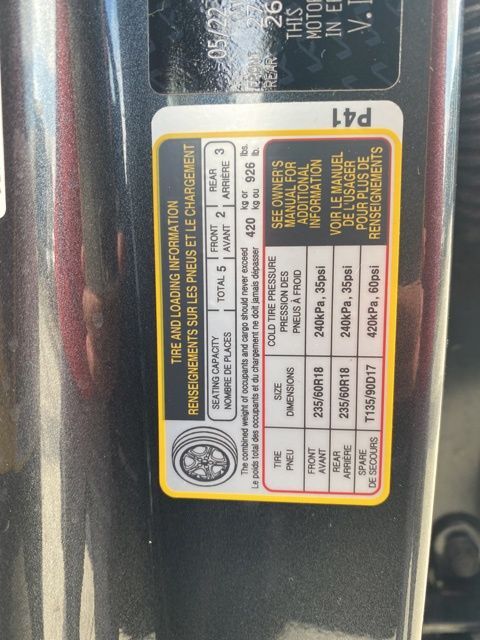 05/22
26
REAR
THIS
MOTOR
IN EF
V.I
P41
TIRE AND LOADING INFORMATION
RENSEIGNEMENTS SUR LES PNEUS ET LE CHARGEMENT
SEATING CAPACITY
NOMBRE DE PLACES
TOTAL 5
FRONT 2
AVANT
REAR 3
ARRIÈRE
The combined weight of occupants and cargo should never exceed 420 kg or 926 lbs.
Le poids total des occupants et du chargement ne doit jamais dépasser kg ou lb.
TIRE
PNEU
SIZE
DIMENSIONS
COLD TIRE PRESSURE
PRESSION DES
PNEUS À FROID
FRONT
AVANT
235/60R18
240kPa, 35psi
REAR
ARRIÈRE
235/60R18
240kPa, 35psi
SPARE
DE SECOURS
T135/90D17
420kPa, 60psi
SEE OWNER'S
MANUAL FOR
ADDITIONAL
INFORMATION
VOIR LE MANUEL
DE L'USAGER
POUR PLUS DE
RENSEIGNEMENTS